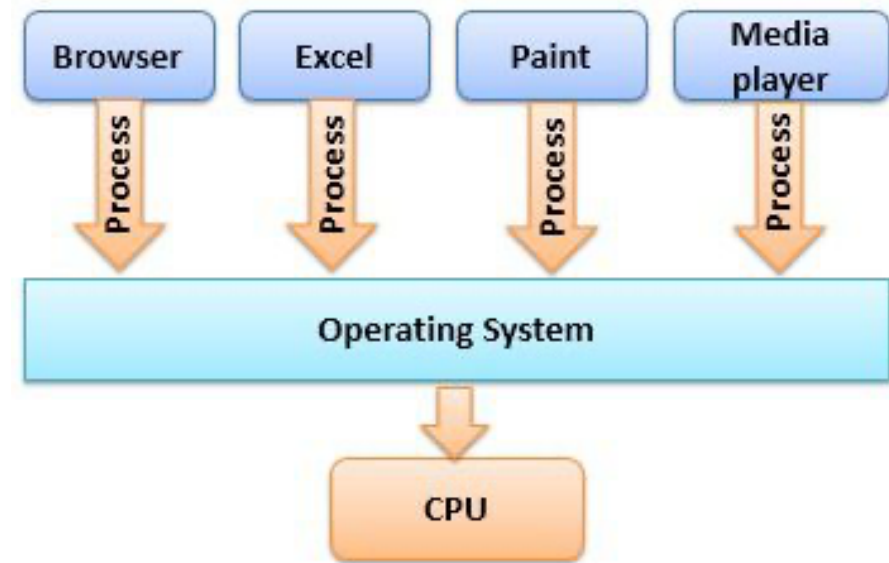 Browser
Excel
Paint
Media
player
Process
Process
Process
Process
Operating System
CPU